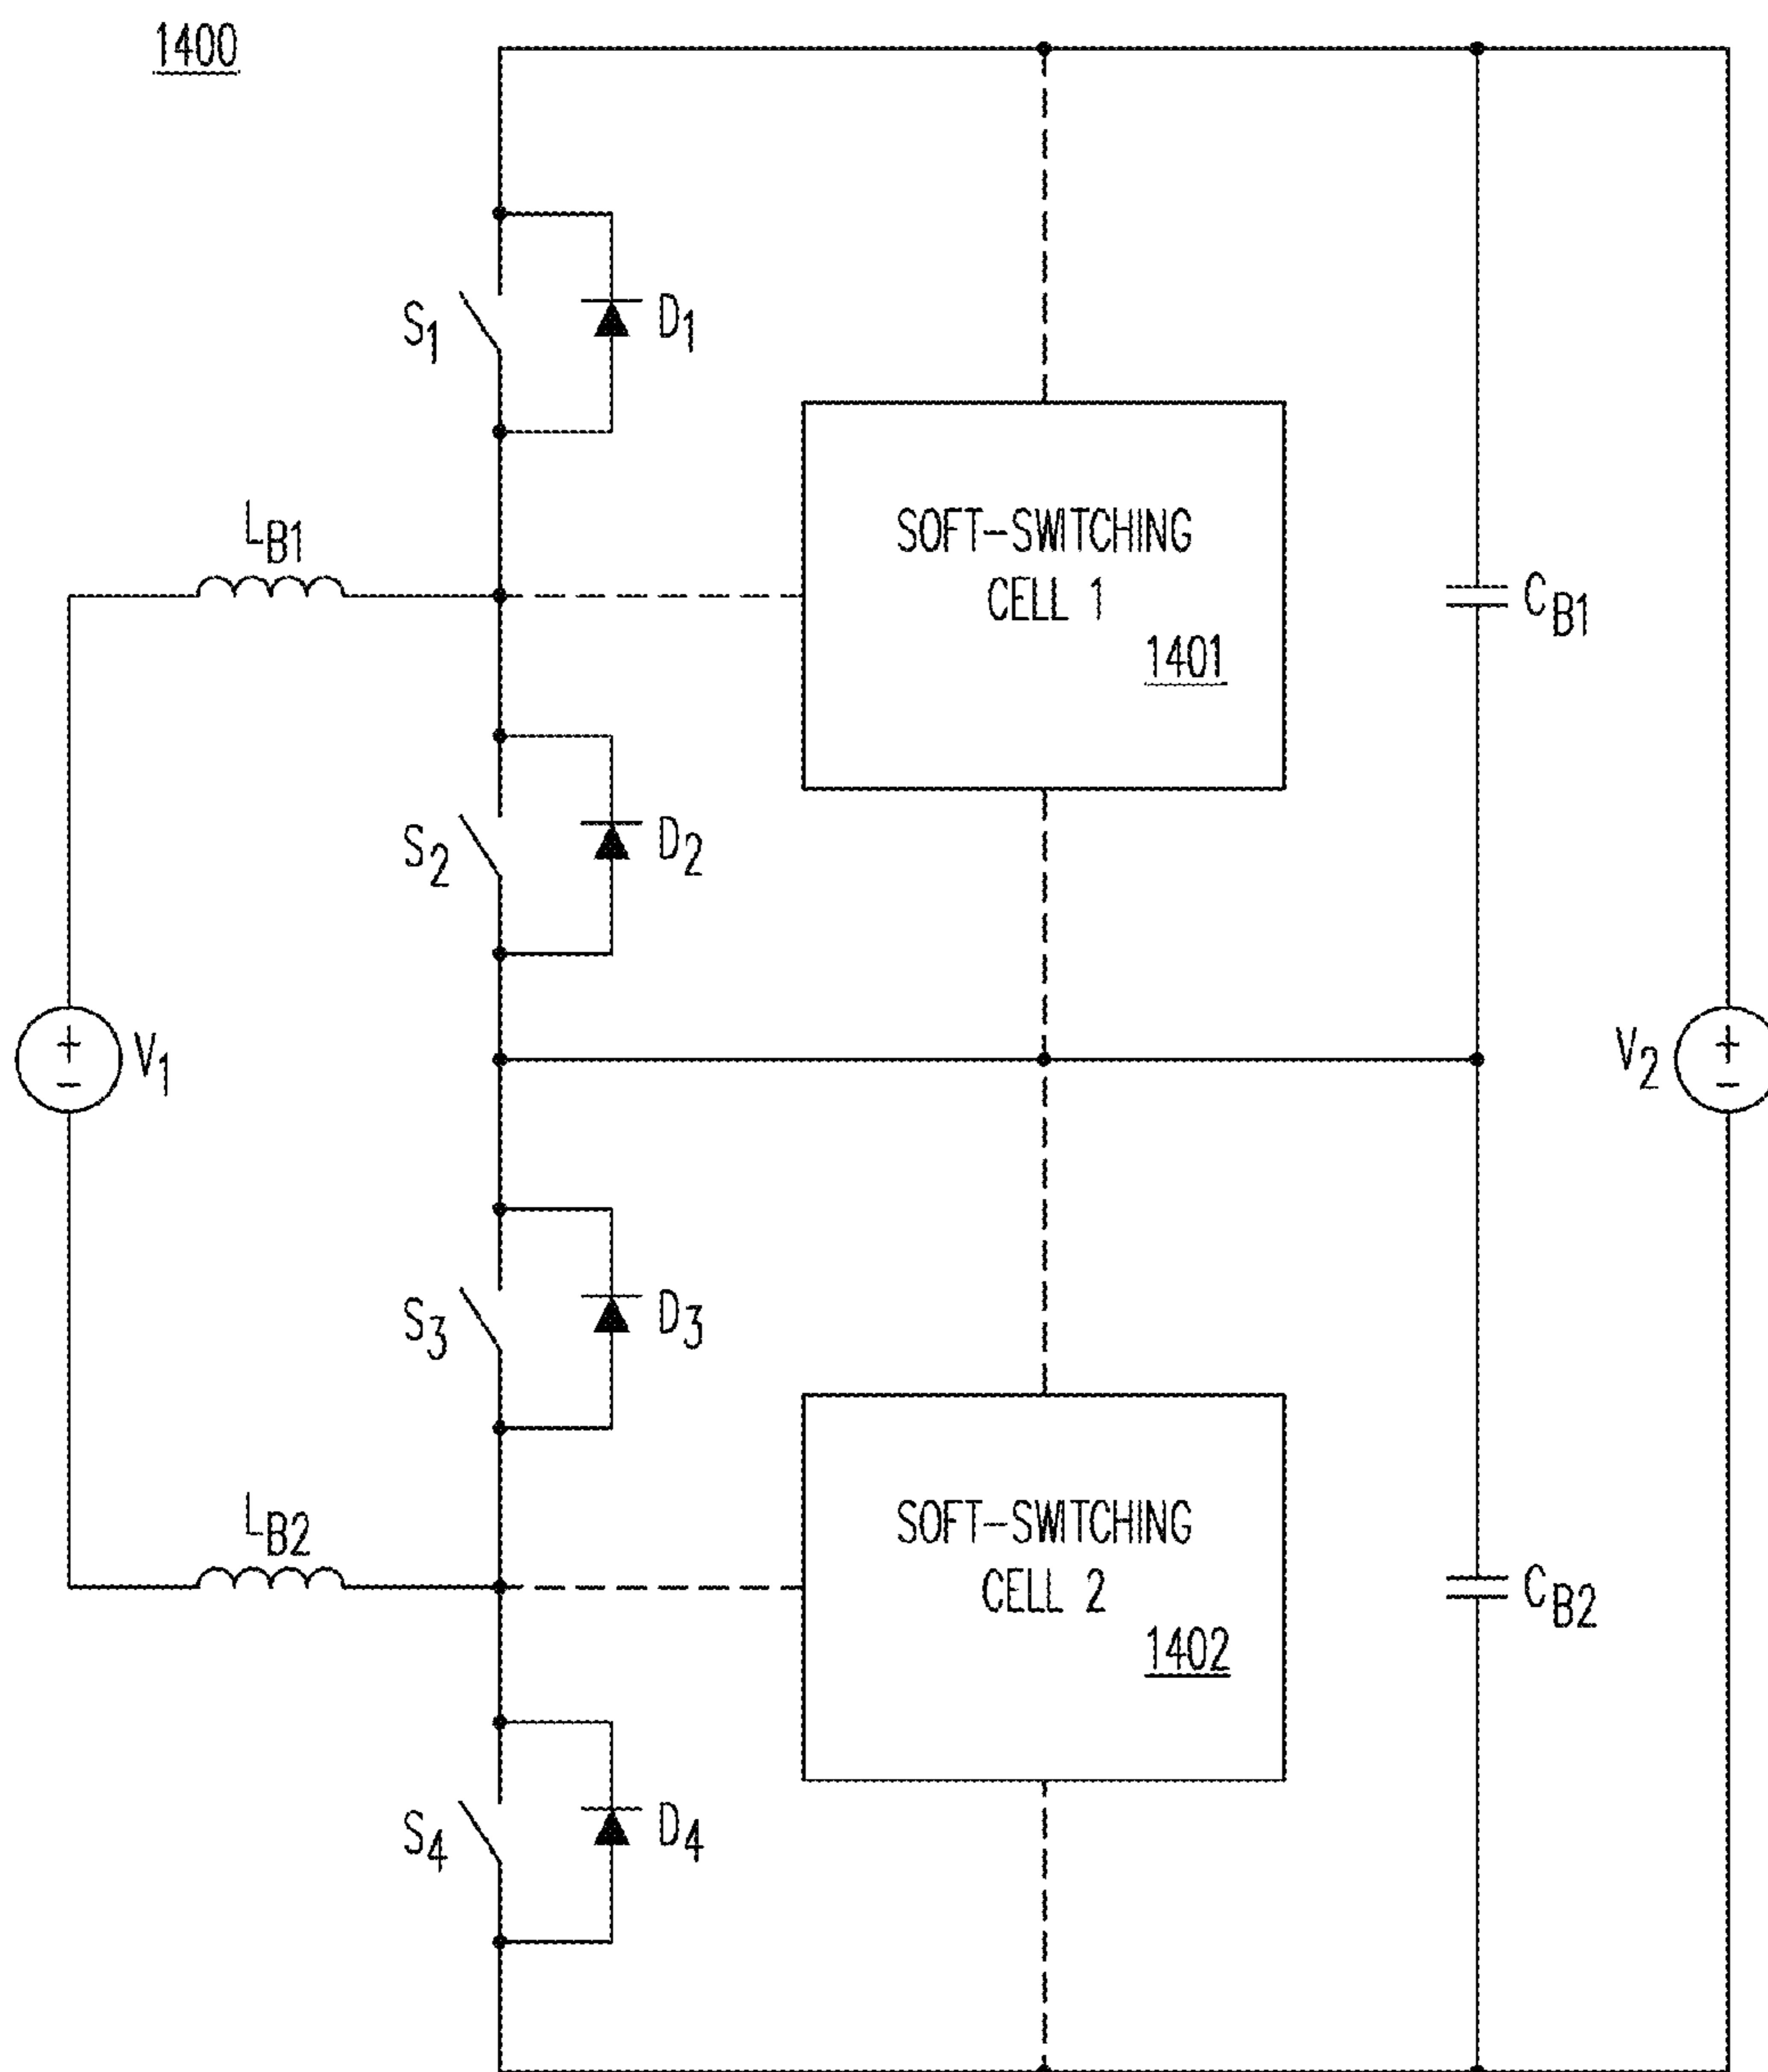 1400
S1
D1
SOFT-SWITCHING
CELL 1
1401
LB1
CB1
S2
D2
+
-
V1
V2
+
-
S3
D3
SOFT-SWITCHING
CELL 2
1402
LB2
CB2
S4
D4